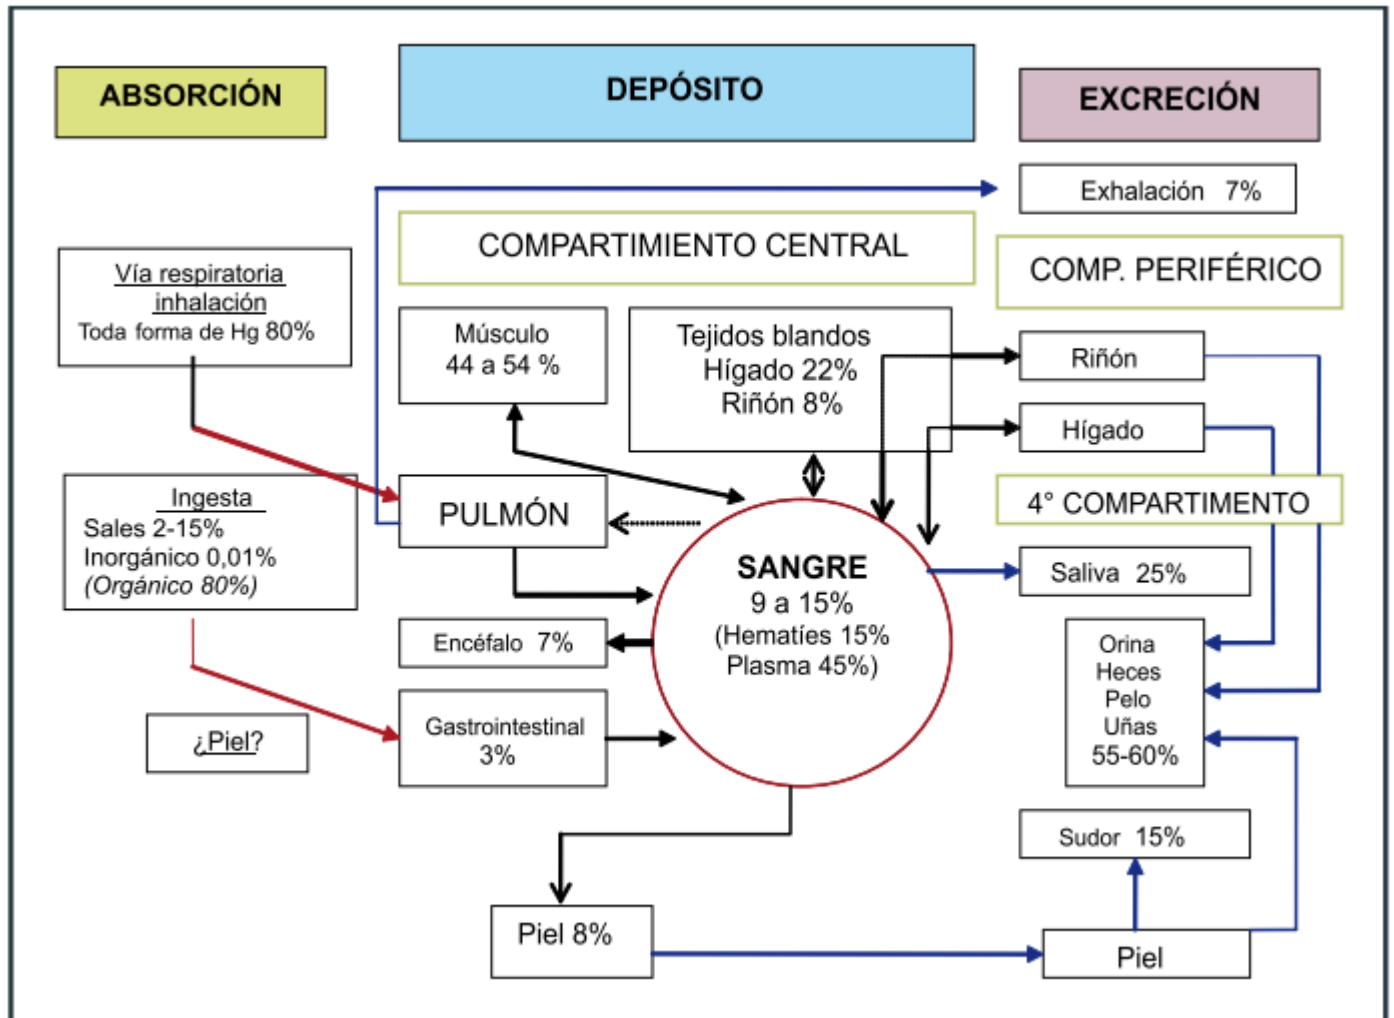 ABSORCIÓN
DEPÓSITO
EXCRECIÓN
Exhalación 7%
COMPARTIMIENTO CENTRAL
COMP. PERIFÉRICO
Vía respiratoria
inhalación
Toda forma de Hg 80%
Músculo
44 a 54 %
Tejidos blandos
Hígado 22%
Riñón 8%
Riñón
Hígado
Ingesta
Sales 2-15%
Inorgánico 0,01%
(Orgánico 80%)
PULMÓN
4° COMPARTIMENTO
SANGRE
9 a 15%
(Hematíes 15%
Plasma 45%)
Saliva 25%
Encéfalo 7%
Orina
Heces
Pelo
Uñas
55-60%
Gastrointestinal
3%
¿Piel?
Sudor 15%
Piel 8%
Piel